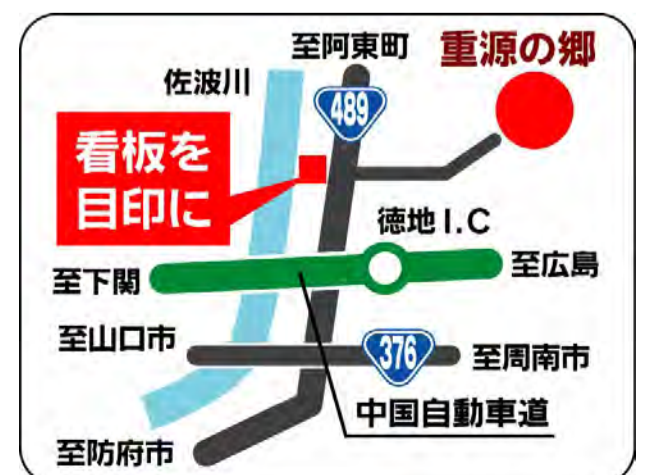 至阿東町
重源の郷
佐波川
489
看板を
目印に
徳地I.C
至下関
至広島
至山口市
376
至周南市
中国自動車道
至防府市